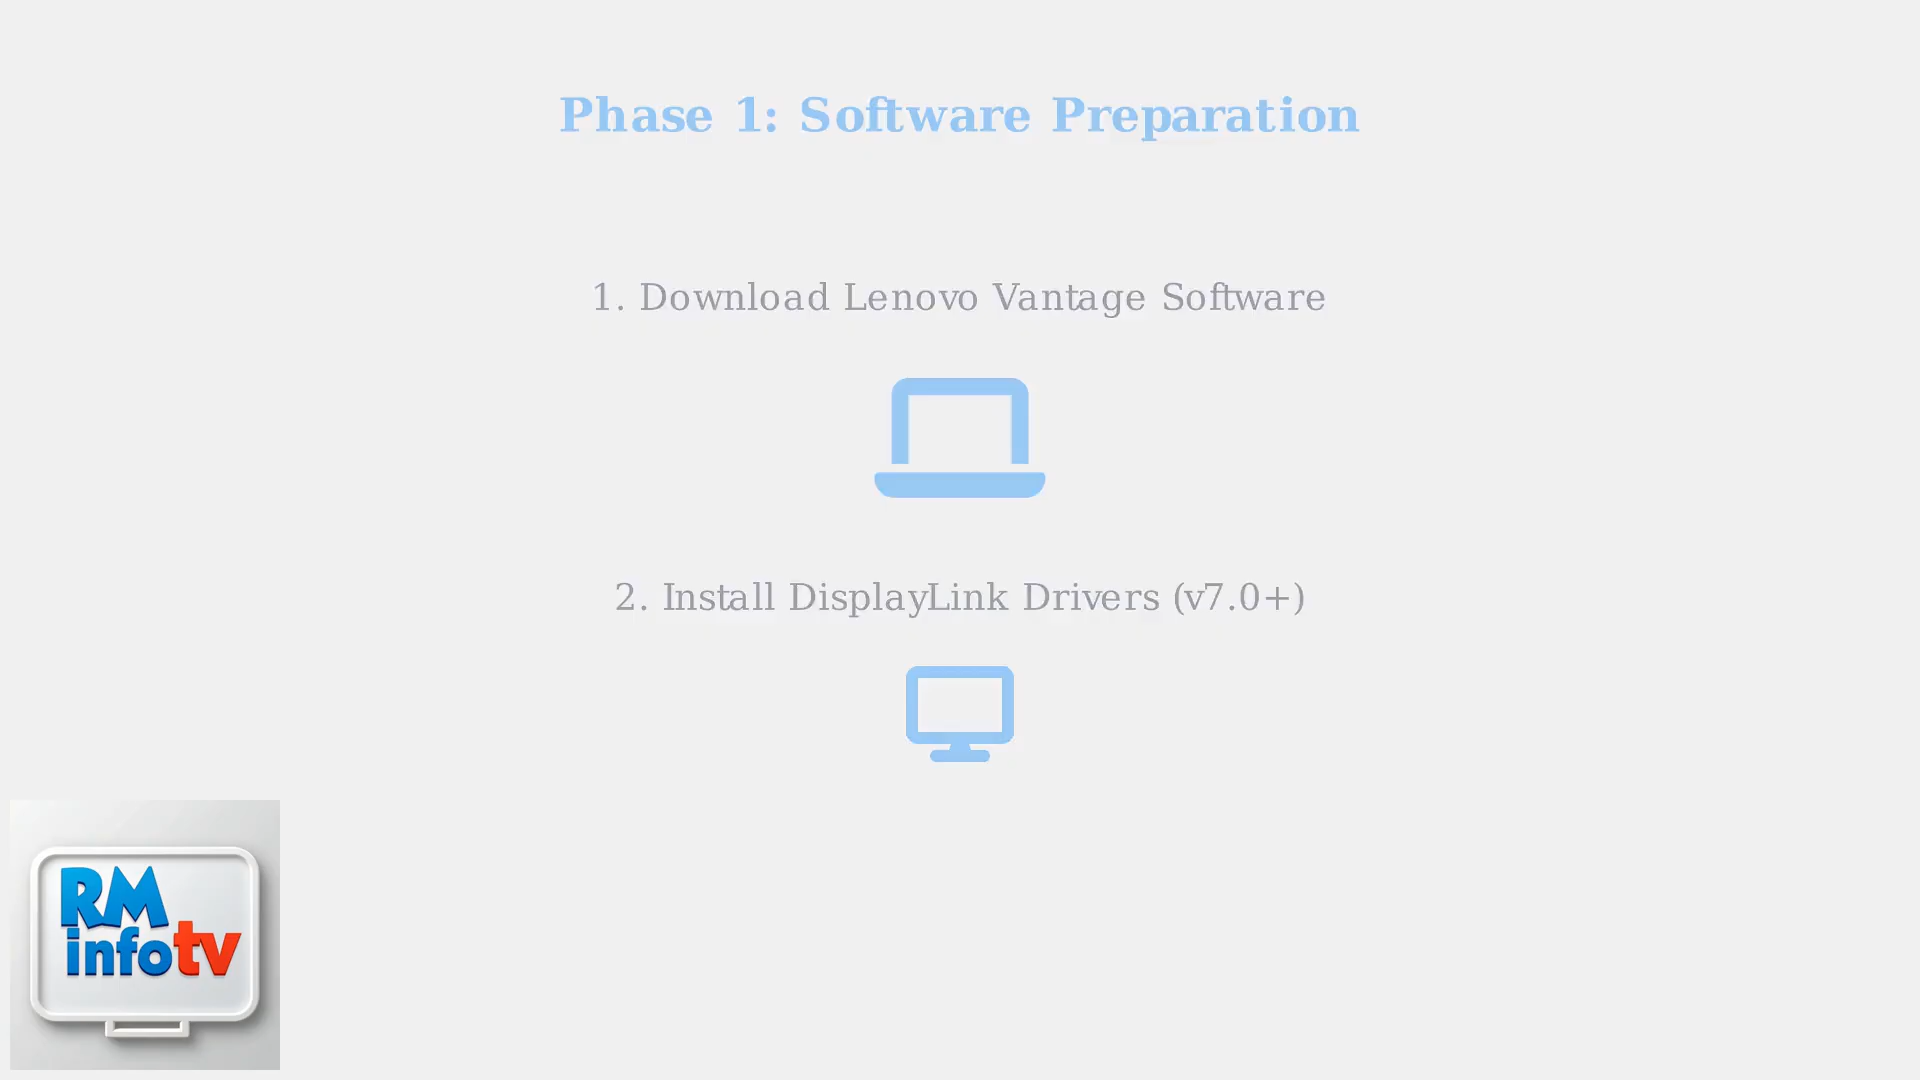 Phase 1: Software Preparation
1. Download Lenovo Vantage Software
2. Install DisplayLink Drivers (v7.0+)
RM
infotv